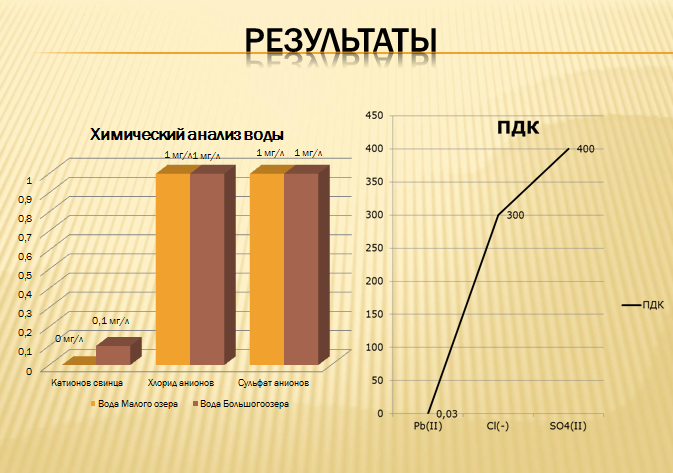 РЕЗУЛЬТАТЫ
Химический анализ воды
1 мг/л 1 мг/л 1 мг/л 1 мг/л
1
0,9
0,8
0,7
0,6
0,5
0,4
0,3
0,2
0,1
0
0 мг/л
0,1 мг/л
Катионов свинца Хлорид анионов Сульфат анионов
Вода Малого озера Вода Большогоозера
ПДК
450
400
350
300
250
200
150
100
50
0
400
300
0,03
Pb(II) Cl(-) SO4(II)
ПДК